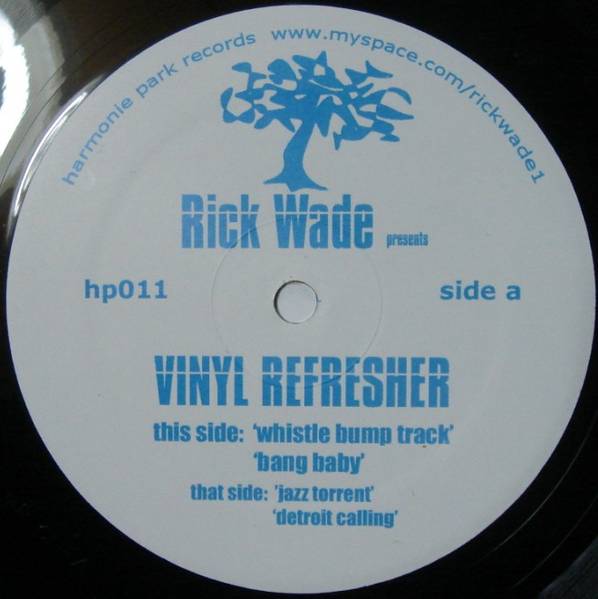 harmonie park records www.myspace.com/rickwade1
Rick Wade presents
hp011 side a
VINYL REFRESHER
this side: 'whistle bump track'
'bang baby'
that side: 'jazz torrent'
'detroit calling'